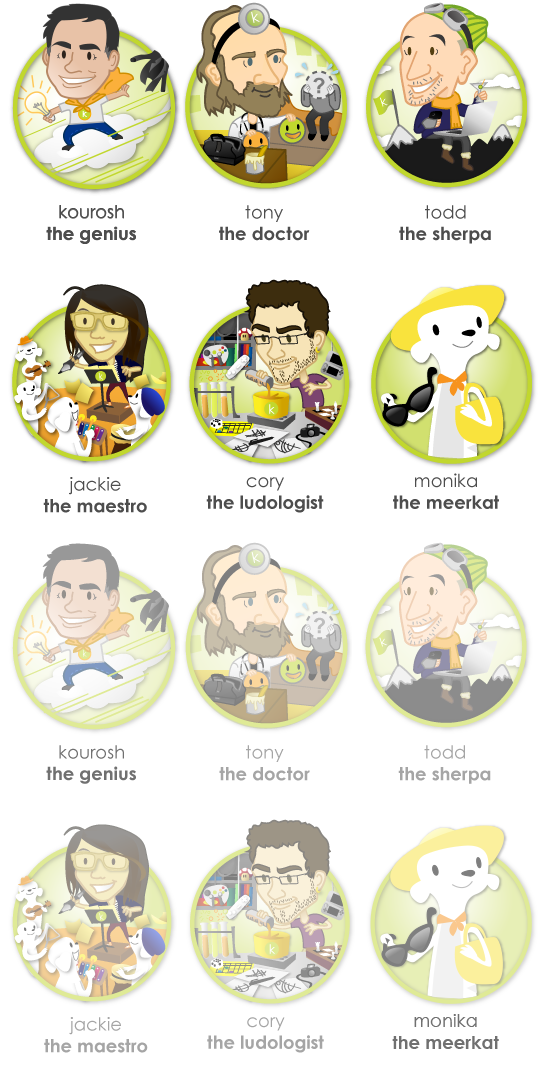 k
kourosh
the genius
k
tony
the doctor
k
todd
the sherpa
k
jackie
the maestro
k
cory
the ludologist
monika
the meerkat
kourosh
the genius
k
tony
the doctor
todd
the sherpa
jackie
the maestro
k
cory
the ludologist
monika
the meerkat